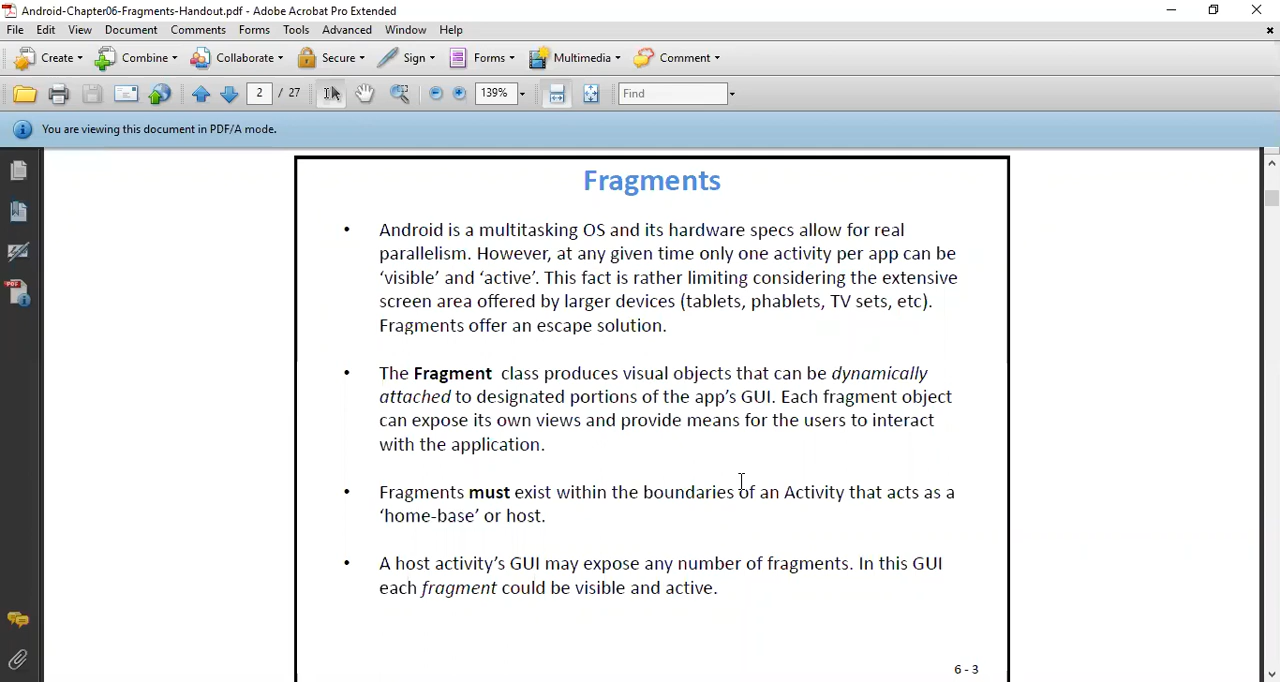 Android-Chapter06-Fragments-Handout.pdf - Adobe Acrobat Pro Extended
File Edit View Document Comments Forms Tools Advanced Window Help
Create Combine Collaborate Secure Sign Forms Multimedia Comment
2 / 27 139% Find
You are viewing this document in PDF/A mode.
Fragments
• Android is a multitasking OS and its hardware specs allow for real
parallelism. However, at any given time only one activity per app can be
‘visible’ and ‘active’. This fact is rather limiting considering the extensive
screen area offered by larger devices (tablets, phablets, TV sets, etc).
Fragments offer an escape solution.
• The Fragment class produces visual objects that can be dynamically
attached to designated portions of the app’s GUI. Each fragment object
can expose its own views and provide means for the users to interact
with the application.
• Fragments must exist within the boundaries of an Activity that acts as a
‘home-base’ or host.
• A host activity’s GUI may expose any number of fragments. In this GUI
each fragment could be visible and active.
6 - 3